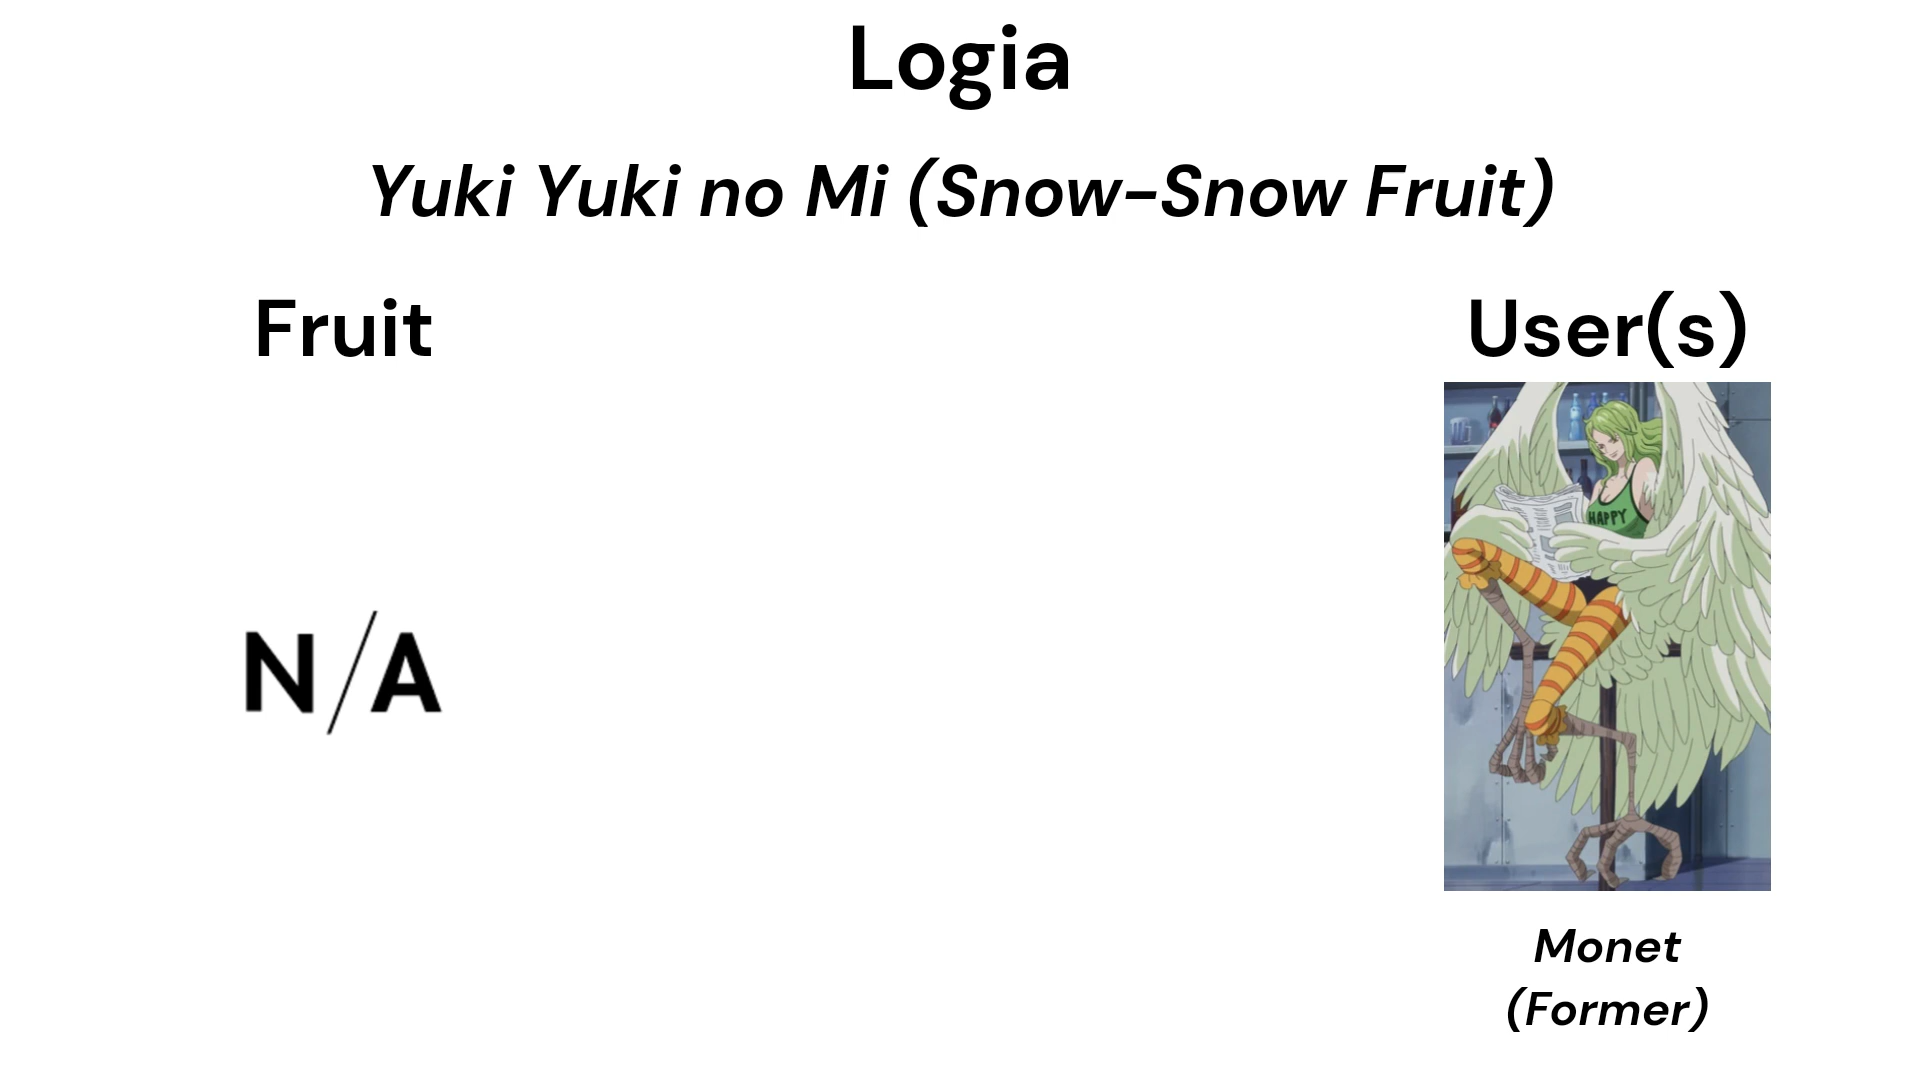 Logia
Yuki Yuki no Mi (Snow-Snow Fruit)
Fruit
User(s)
HAPPY
N/A
Monet
(Former)